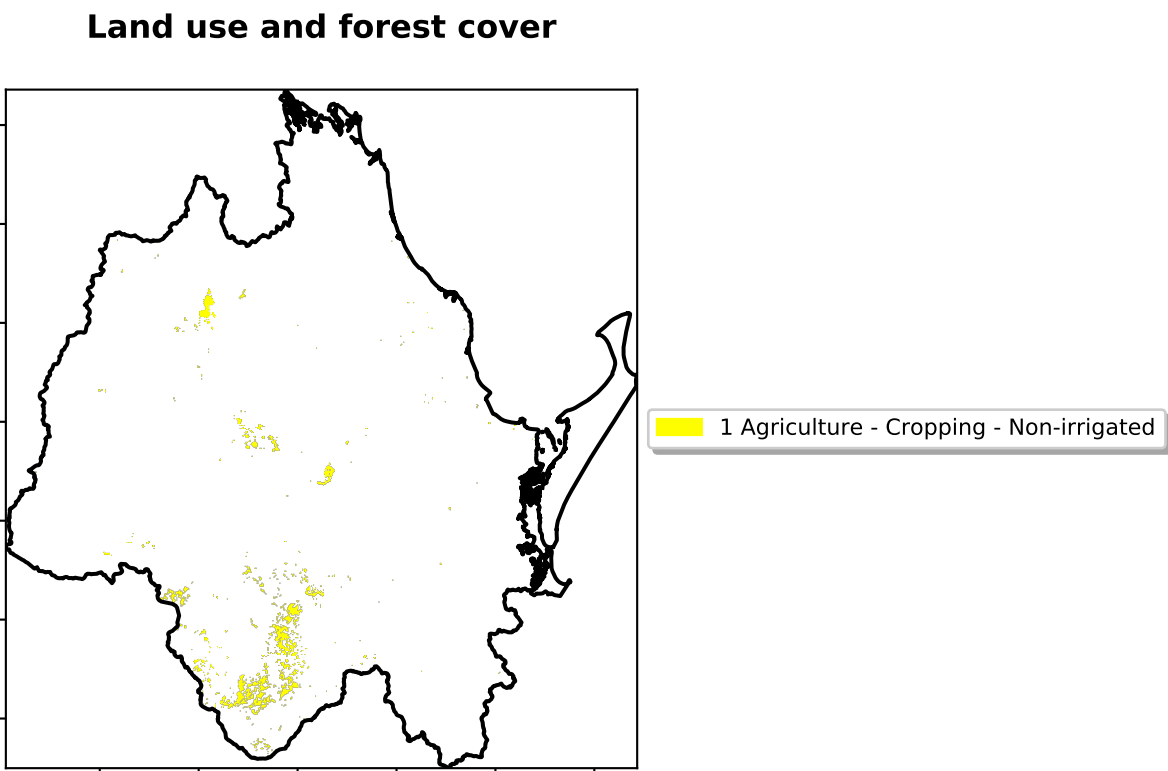 Land use and forest cover
1 Agriculture - Cropping - Non-irrigated